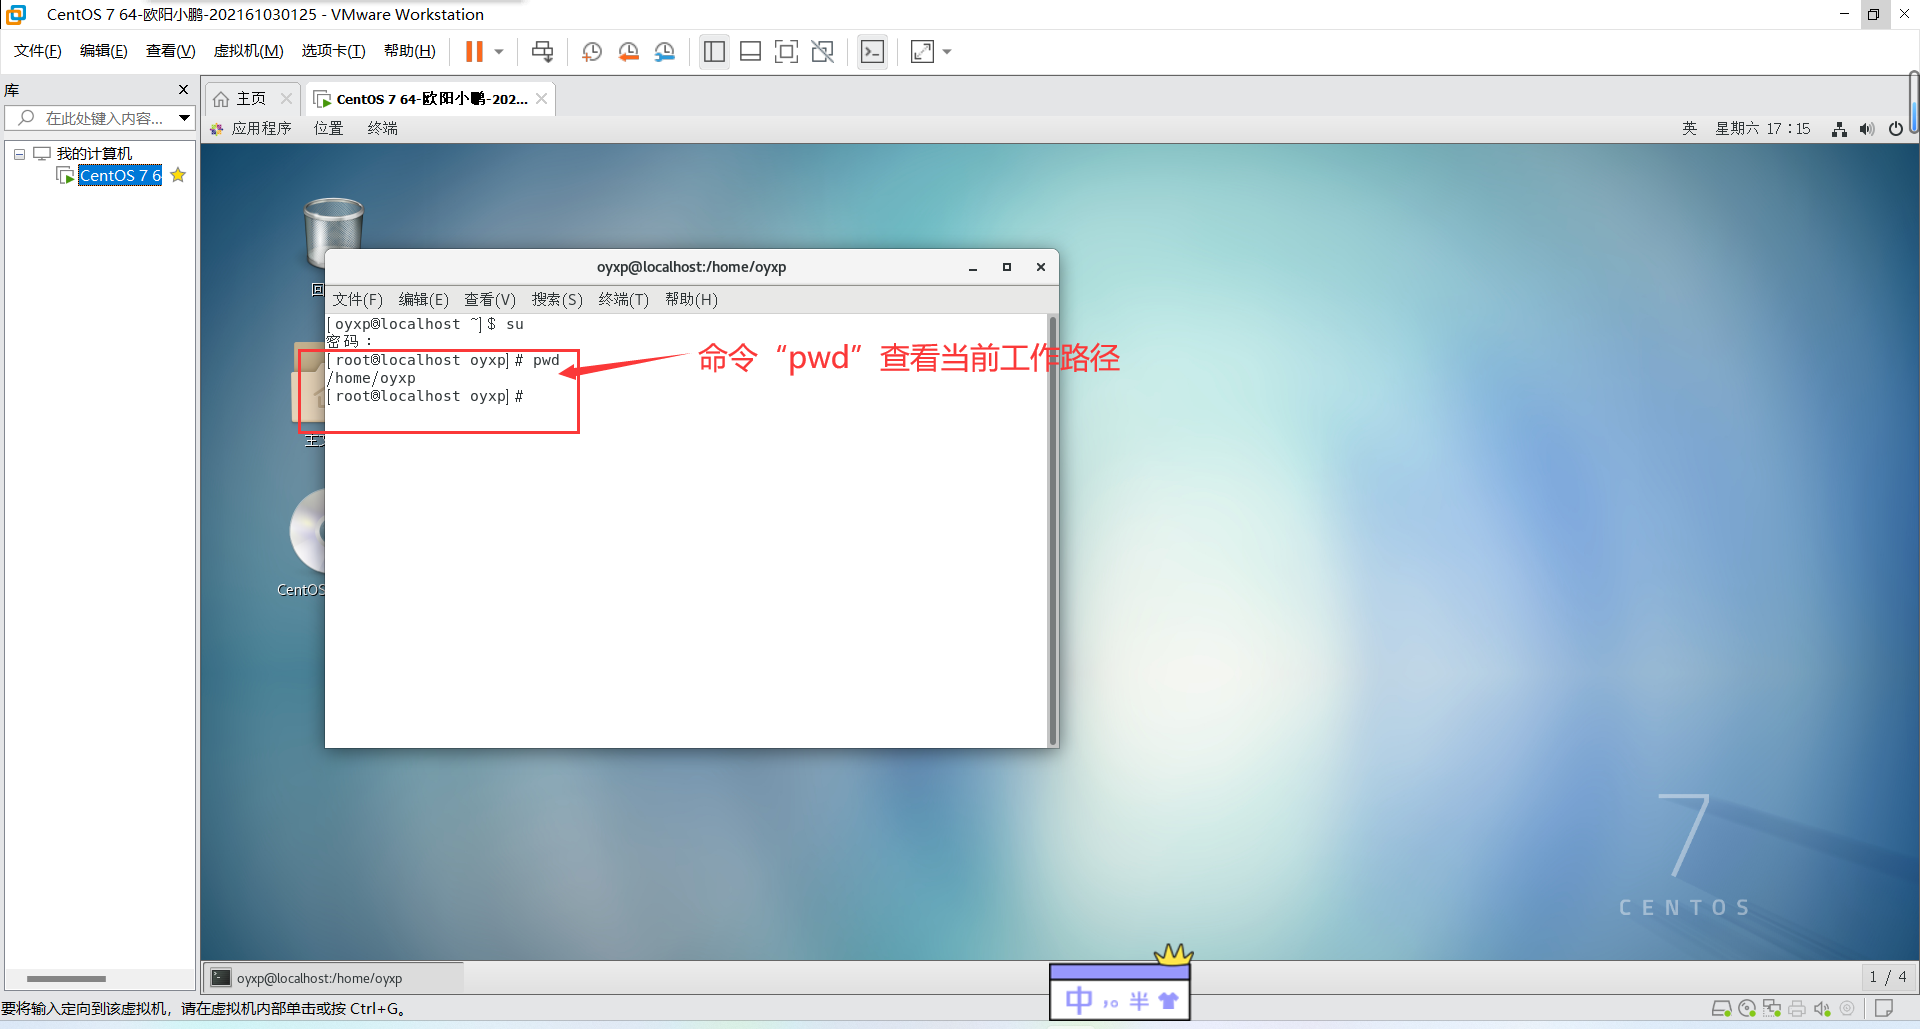 CentOS 7 64-欧阳小鹏-202161030125 - VMware Workstation
文件(F) 编辑(E) 查看(V) 虚拟机(M) 选项卡(T) 帮助(H)
库
在此处键入内容...
我的计算机
CentOS 7 6
主页
CentOS 7 64-欧阳小鹏-202...
应用程序 位置 终端
英 星期六 17：15
回
主
CentOS
oyxp@localhost:/home/oyxp
文件(F) 编辑(E) 查看(V) 搜索(S) 终端(T) 帮助(H)
[oyxp@localhost ~]$ su
密码：
[root@localhost oyxp]# pwd
/home/oyxp
[root@localhost oyxp]#
命令“pwd”查看当前工作路径
7
CENTOS
oyxp@localhost:/home/oyxp
1 / 4
中 ,。半
要将输入定向到该虚拟机，请在虚拟机内部单击或按 Ctrl+G。